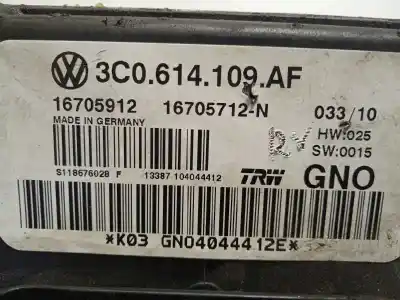 3C0.614.109.AF
16705912 16705712-N 033/10
MADE IN GERMANY
HW:025
SW:0015
S118676028 F 13387 104044412
TRW GNO
*K03 GN04044412E*